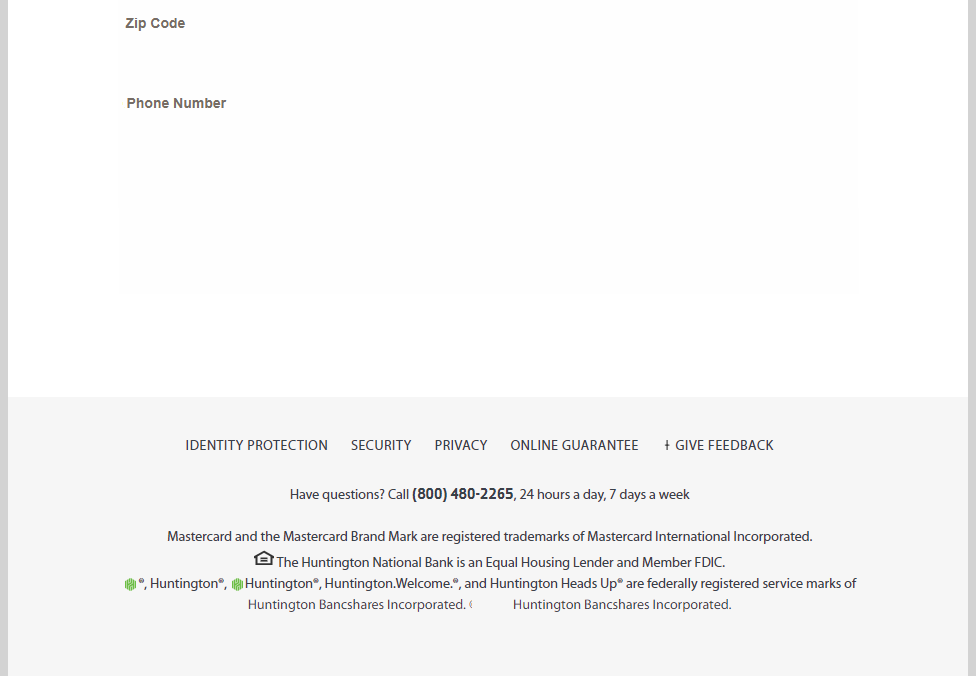 Zip Code
Phone Number
IDENTITY PROTECTION SECURITY PRIVACY ONLINE GUARANTEE † GIVE FEEDBACK
Have questions? Call (800) 480-2265, 24 hours a day, 7 days a week
Mastercard and the Mastercard Brand Mark are registered trademarks of Mastercard International Incorporated.
The Huntington National Bank is an Equal Housing Lender and Member FDIC.
®, Huntington®, Huntington®, Huntington.Welcome.®, and Huntington Heads Up® are federally registered service marks of
Huntington Bancshares Incorporated. Huntington Bancshares Incorporated.